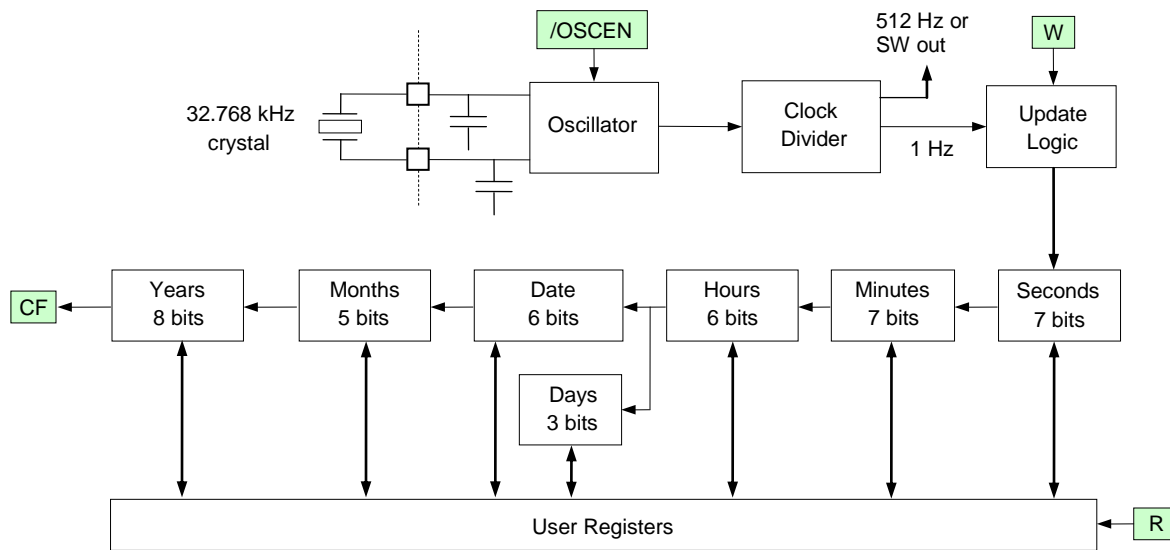 /OSCEN
512 Hz or
SW out
W
32.768 kHz
crystal
Oscillator
Clock
Divider
1 Hz
Update
Logic
CF
Years
8 bits
Months
5 bits
Date
6 bits
Hours
6 bits
Minutes
7 bits
Seconds
7 bits
Days
3 bits
User Registers
R